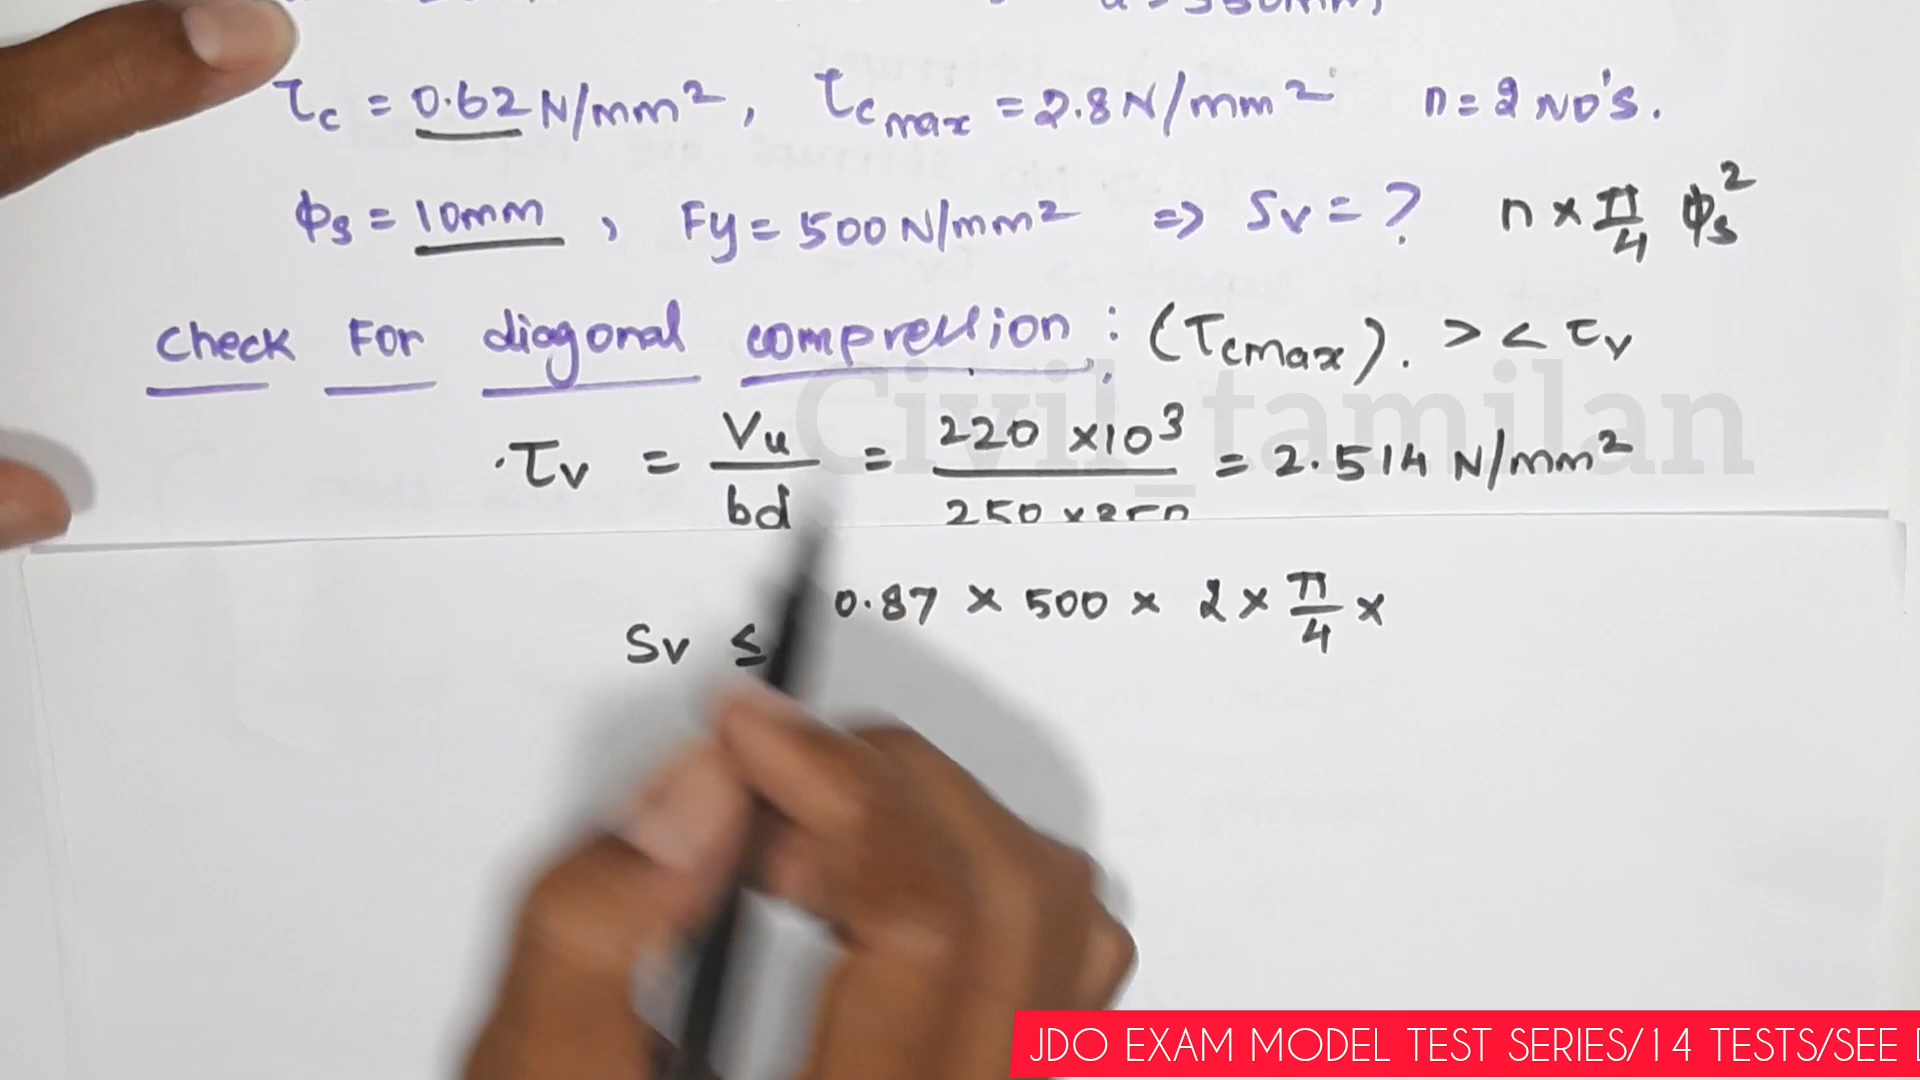 τc = 0.62 N/mm², τcmax = 2.8 N/mm² n = 2 NO'S.
ϕs = 10mm , Fy = 500 N/mm² => Sv = ? n × π/4 ϕs²
Check For diagonal compression : (τcmax). > < τv
Civil_tamilan
τv = Vu/bd = 220 ×10³/250 × 350 = 2.514 N/mm²
Sv ≤ 0.87 × 500 × 2 × π/4 ×
JDO EXAM MODEL TEST SERIES/14 TESTS/SEE